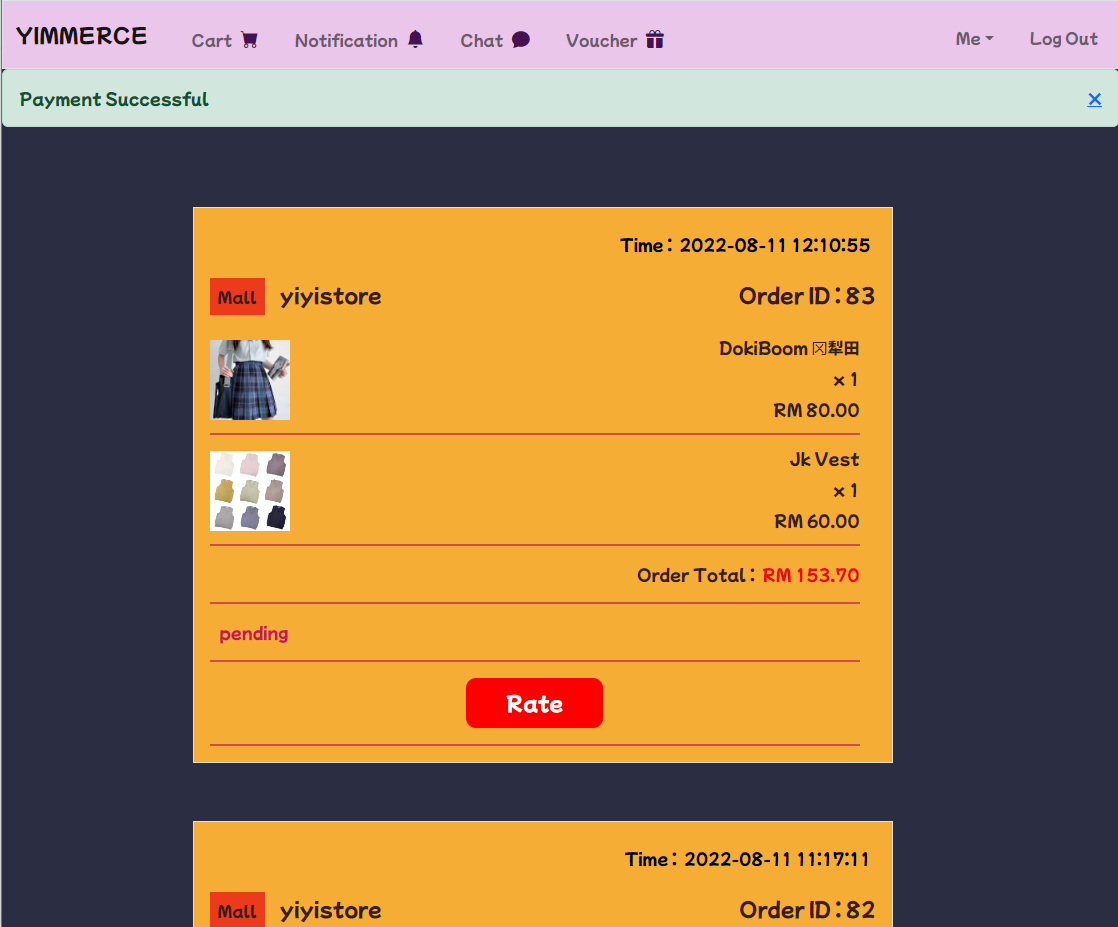 YIMMERCE Cart Notification Chat Voucher Me Log Out
Payment Successful ×
Time : 2022-08-11 12:10:55
Mall yiyistore Order ID : 83
DokiBoom 冈犁田
× 1
RM 80.00
Jk Vest
× 1
RM 60.00
Order Total : RM 153.70
pending
Rate
Time : 2022-08-11 11:17:11
Mall yiyistore Order ID : 82